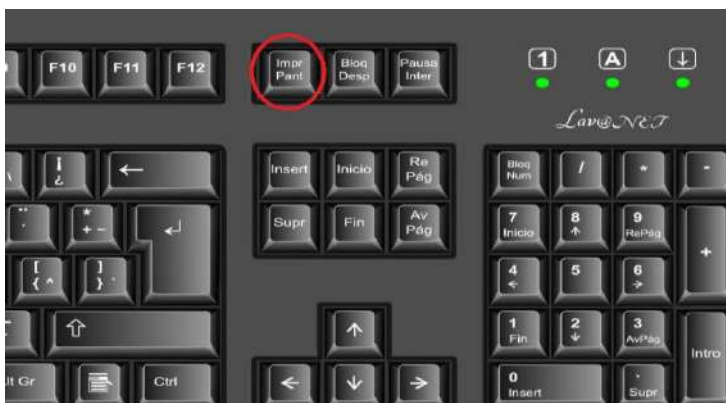 F10 F11 F12 Impr Pant Bloq Desp Pausa Inter 1 A ↓
Lav@NET
\ ¡ ¿ ← Insert Inicio Re Pág Bloq Num / * -
¨ · * + - ↵ Supr Fin Av Pág 7 Inicio 8 ↑ 9 RePág +
[ { ^ ] } ` 4 ← 5 6 →
⇧ ↑ 1 Fin 2 ↓ 3 AvPág Intro
lt Gr Ctrl ← ↓ → 0 Insert . Supr